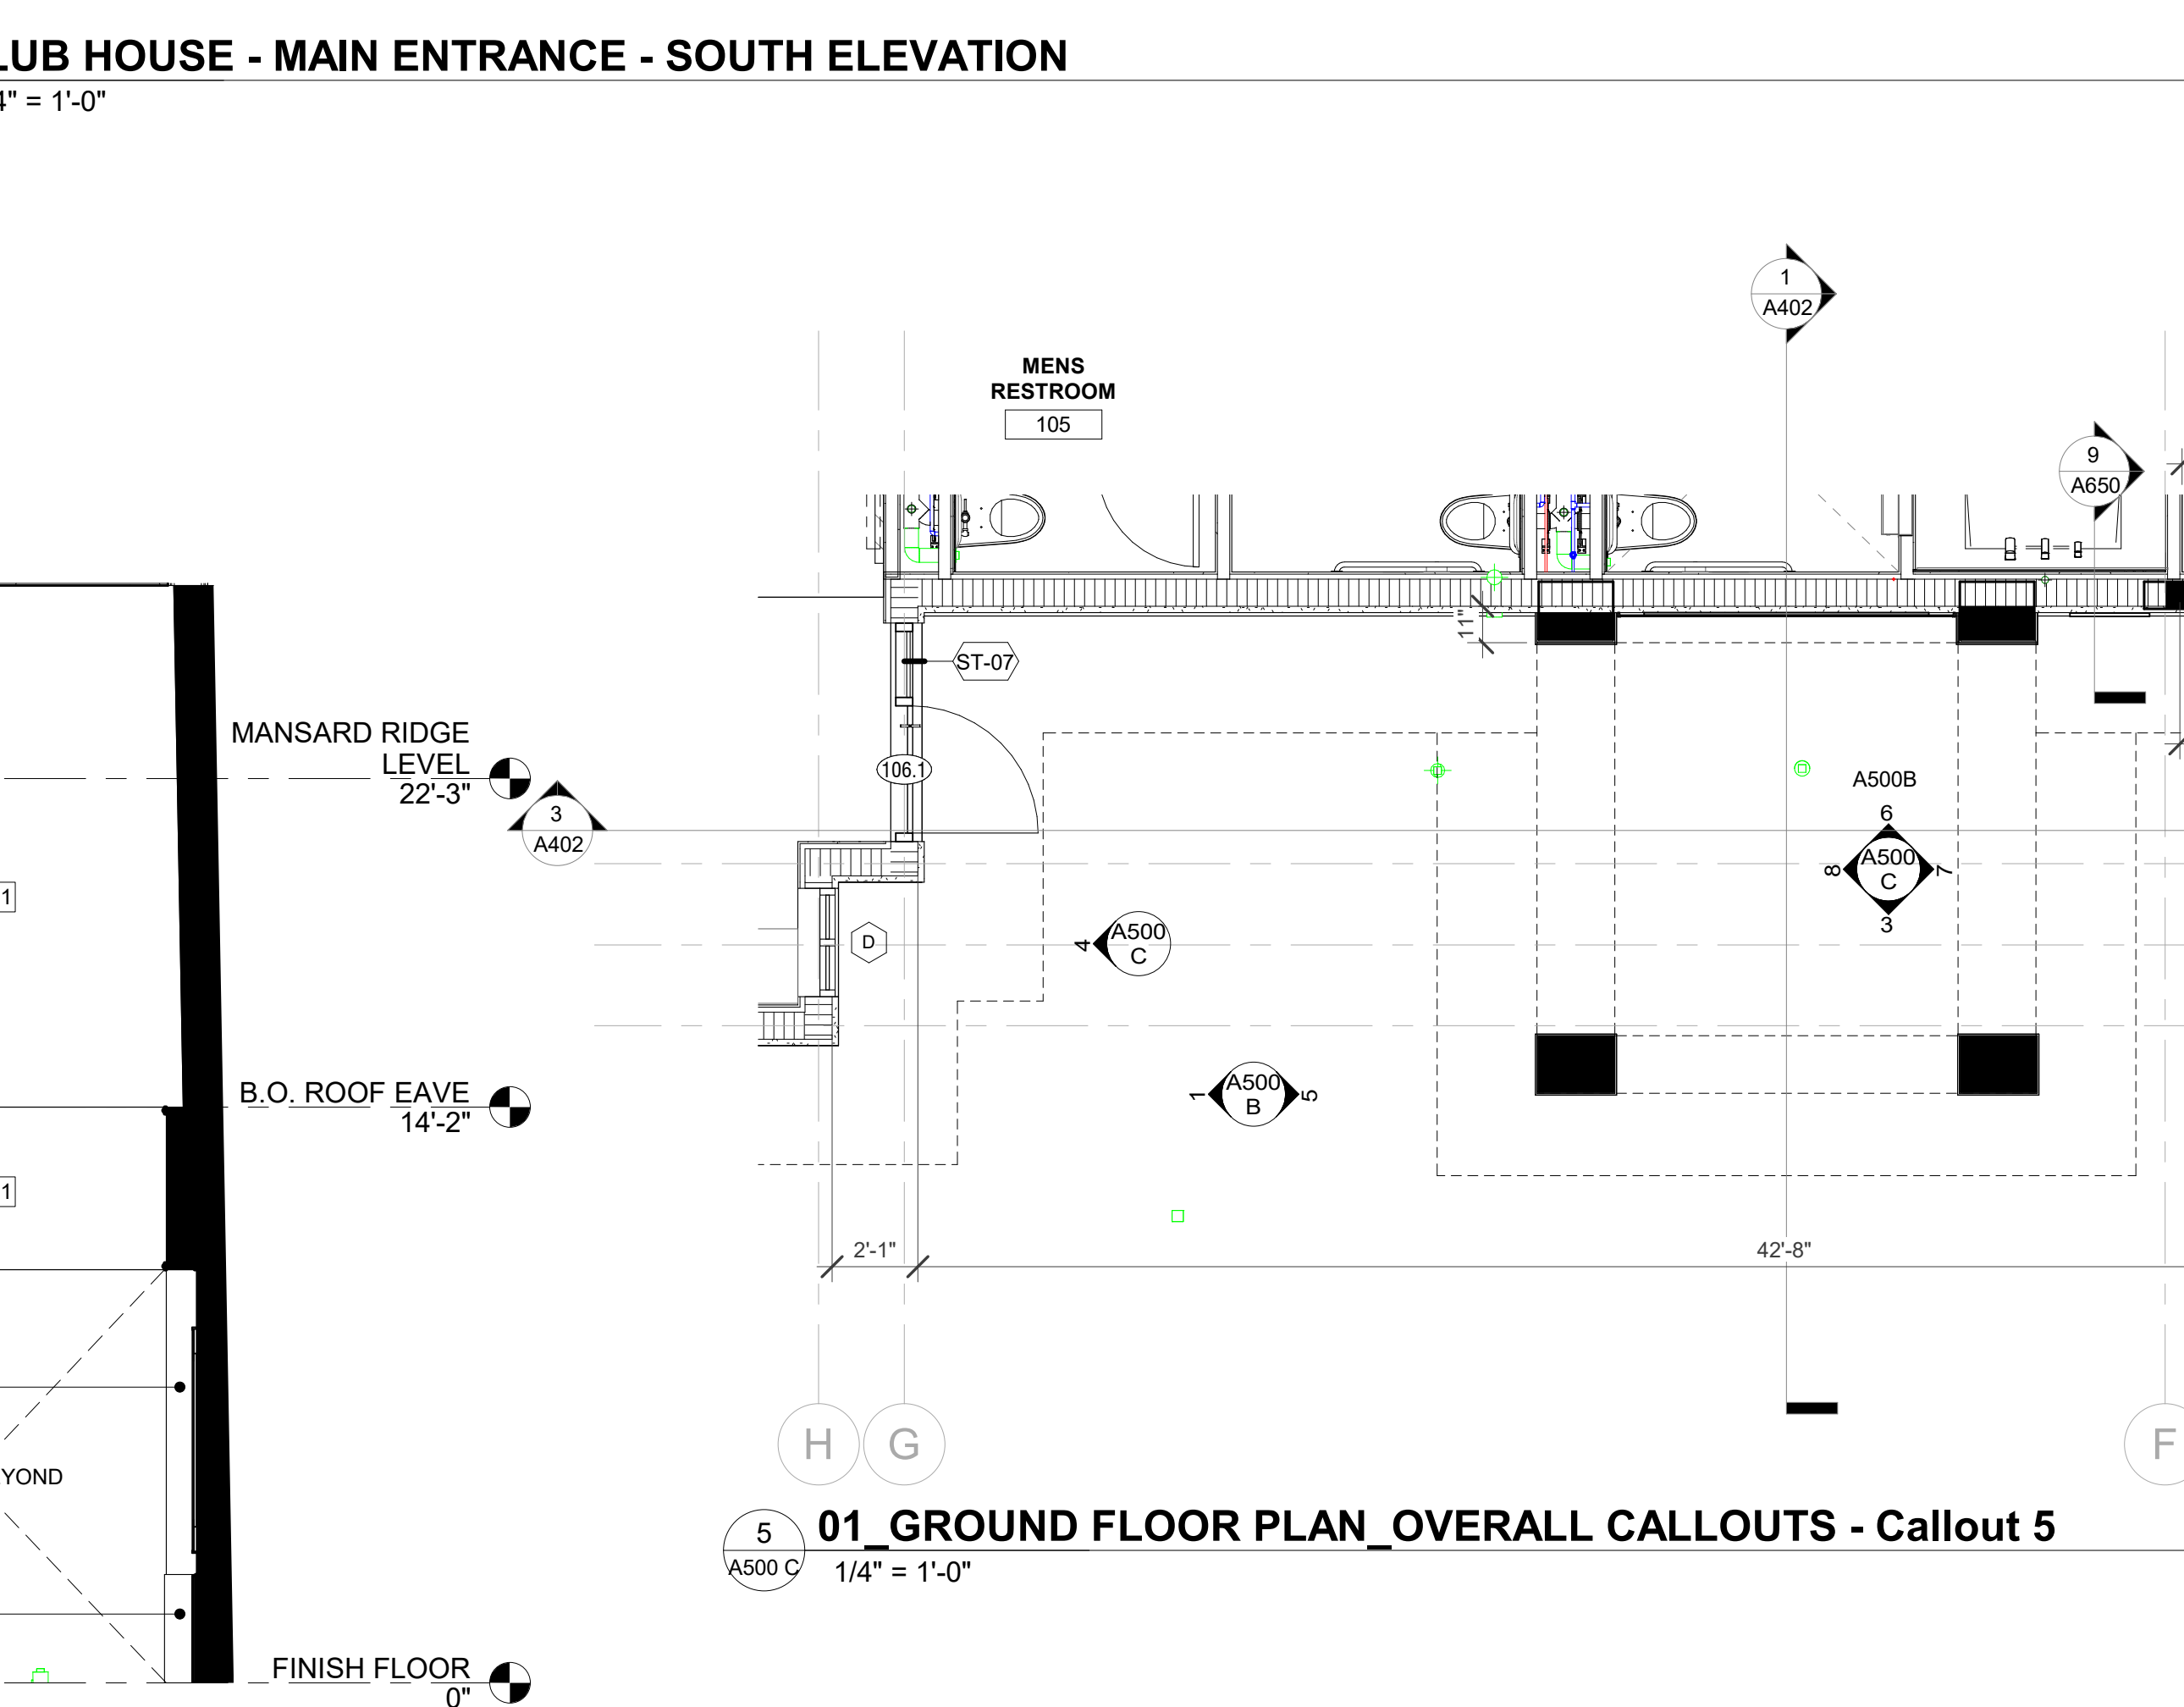 LUB HOUSE - MAIN ENTRANCE - SOUTH ELEVATION
4" = 1'-0"
1
A402
MENS
RESTROOM
105
9
A650
11"
ST-07
MANSARD RIDGE
LEVEL
22'-3"
106.1
3
A402
A500B
6
8
A500
C
7
3
1
D
4
A500
C
1
A500
B
5
B.O. ROOF EAVE
14'-2"
1
2'-1"
42'-8"
H
G
F
YOND
5
A500 C
01_GROUND FLOOR PLAN_OVERALL CALLOUTS - Callout 5
1/4" = 1'-0"
FINISH FLOOR
0"